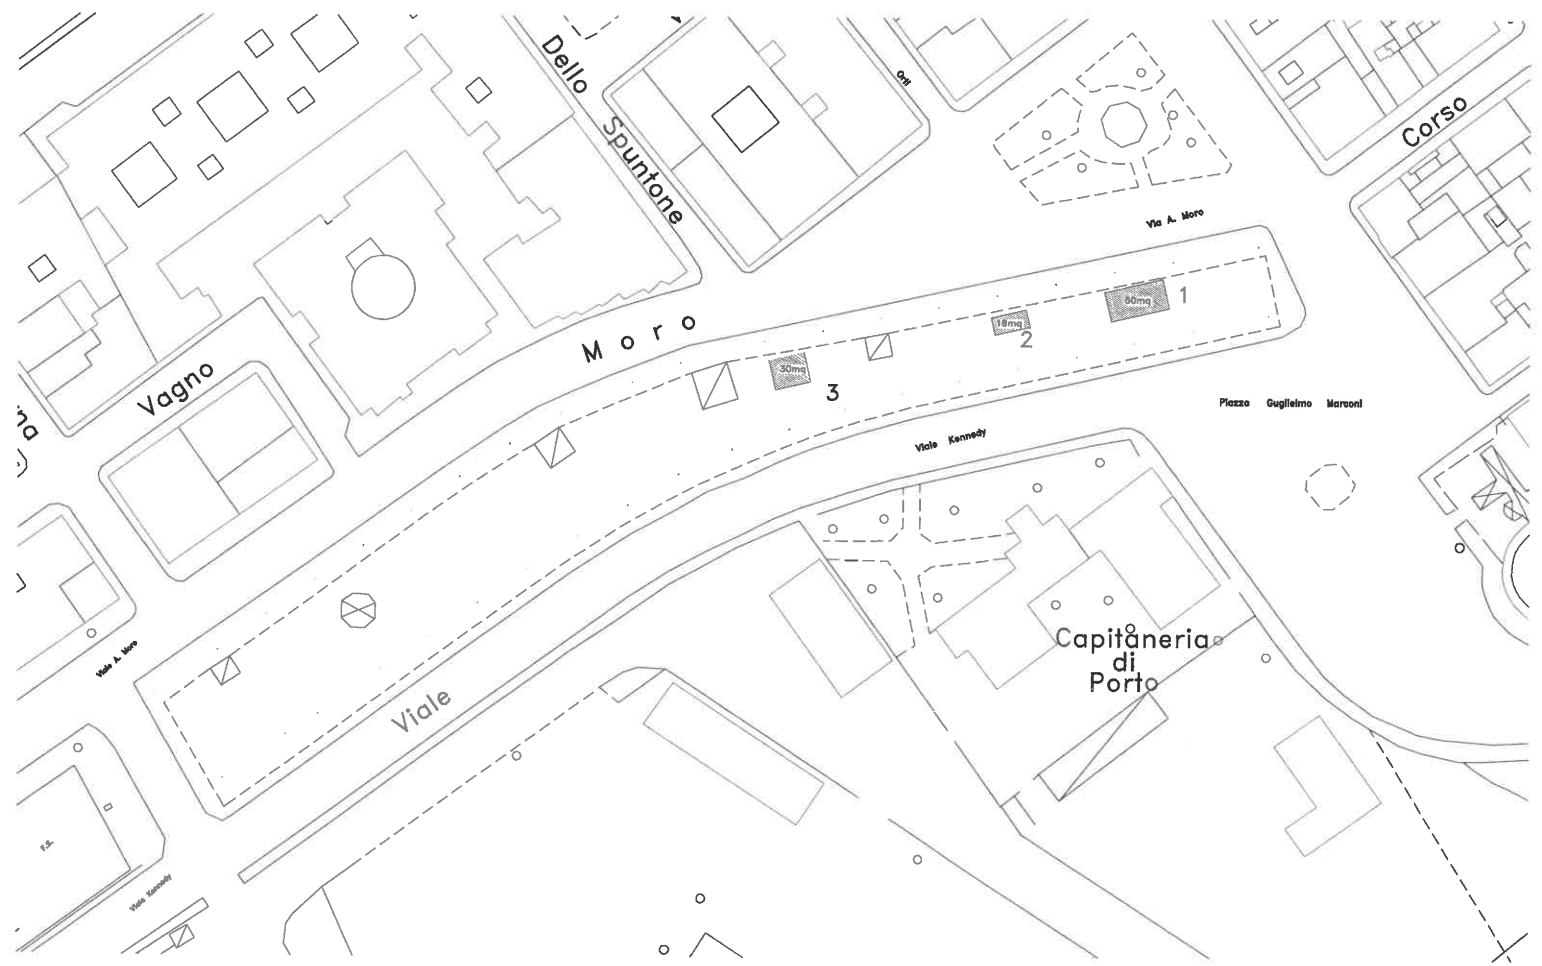 Dello
Spuntone
Orti
Corso
Via A. Moro
60mq
1
18mq
2
30mq
3
Moro
Vagno
Piazza Guglielmo Marconi
Viale Kennedy
Capitaneria
di
Porto
Viale A. Moro
Viale
F.S.
Viale Kennedy